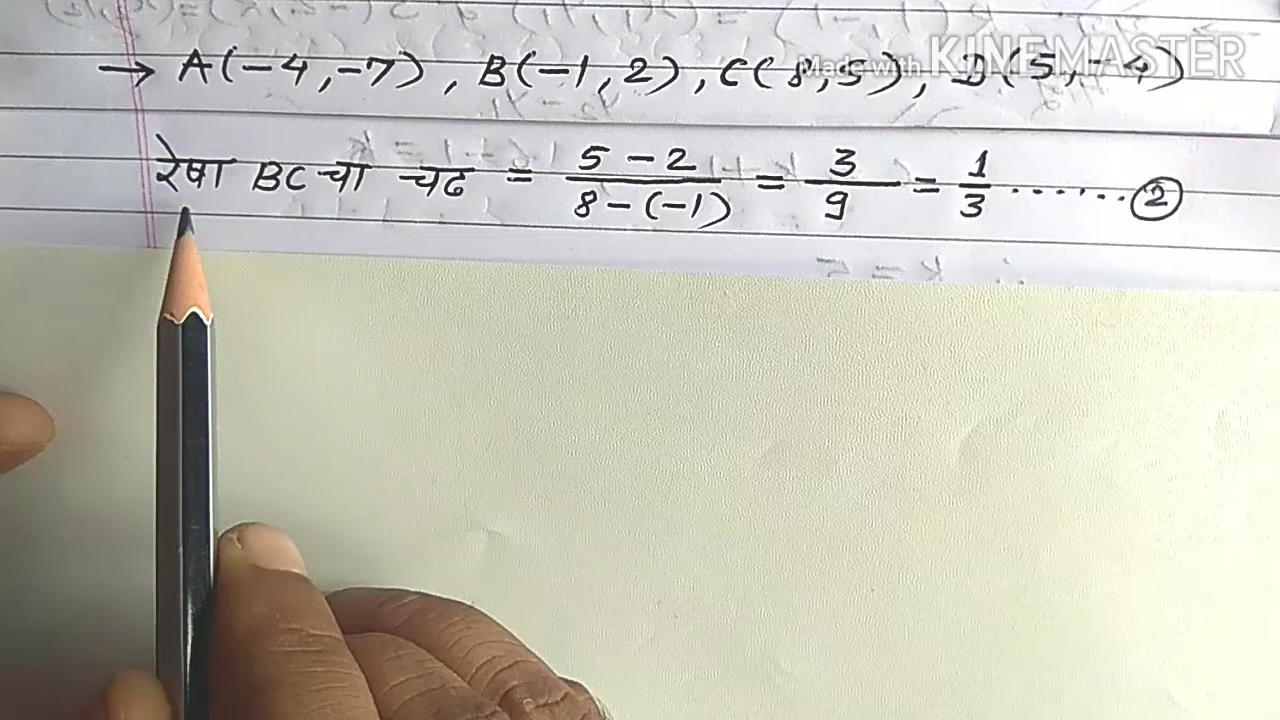 → A(-4,-7), B(-1,2), C(8,5), D(5,-4)
Made with KINEMASTER
रेषा BC चा चढ = 5-2/8-(-1) = 3/9 = 1/3 ......②